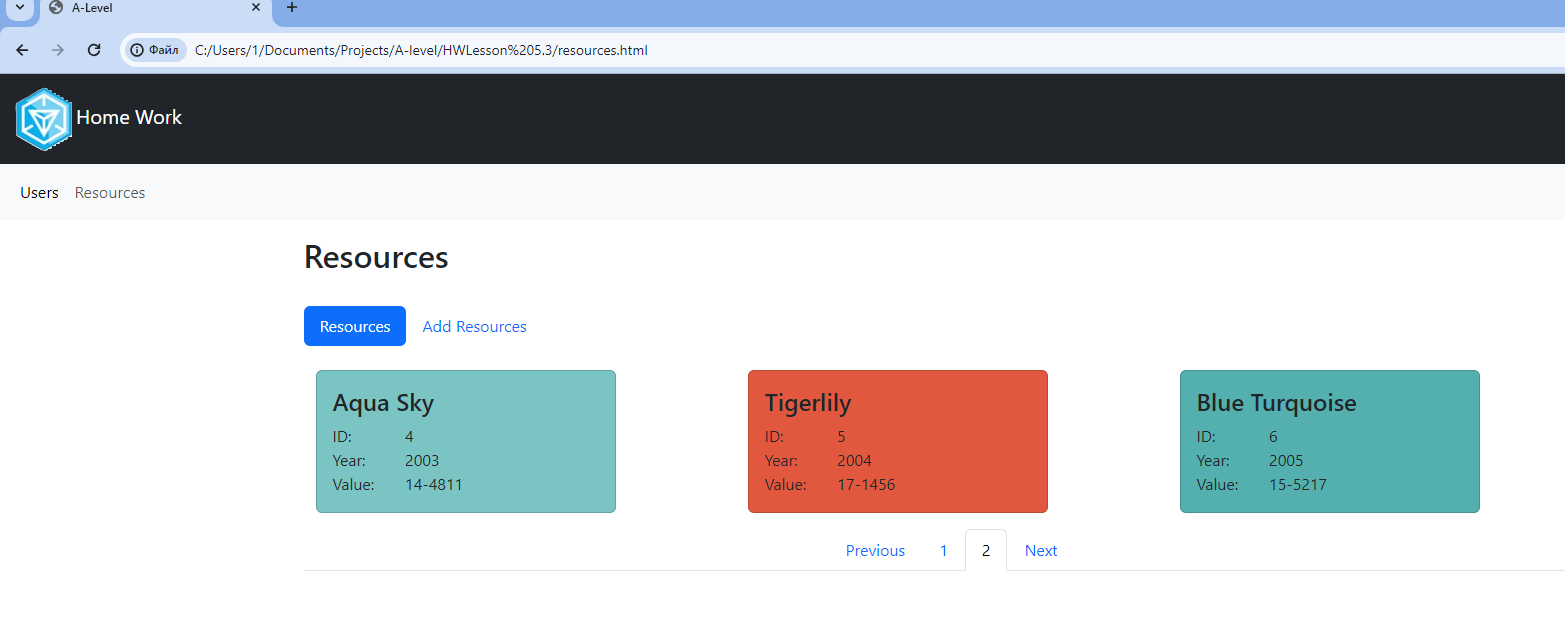 A-Level
Файл C:/Users/1/Documents/Projects/A-level/HWLesson%205.3/resources.html
Home Work
Users Resources
Resources
Resources Add Resources
Aqua Sky
ID: 4
Year: 2003
Value: 14-4811
Tigerlily
ID: 5
Year: 2004
Value: 17-1456
Blue Turquoise
ID: 6
Year: 2005
Value: 15-5217
Previous 1 2 Next